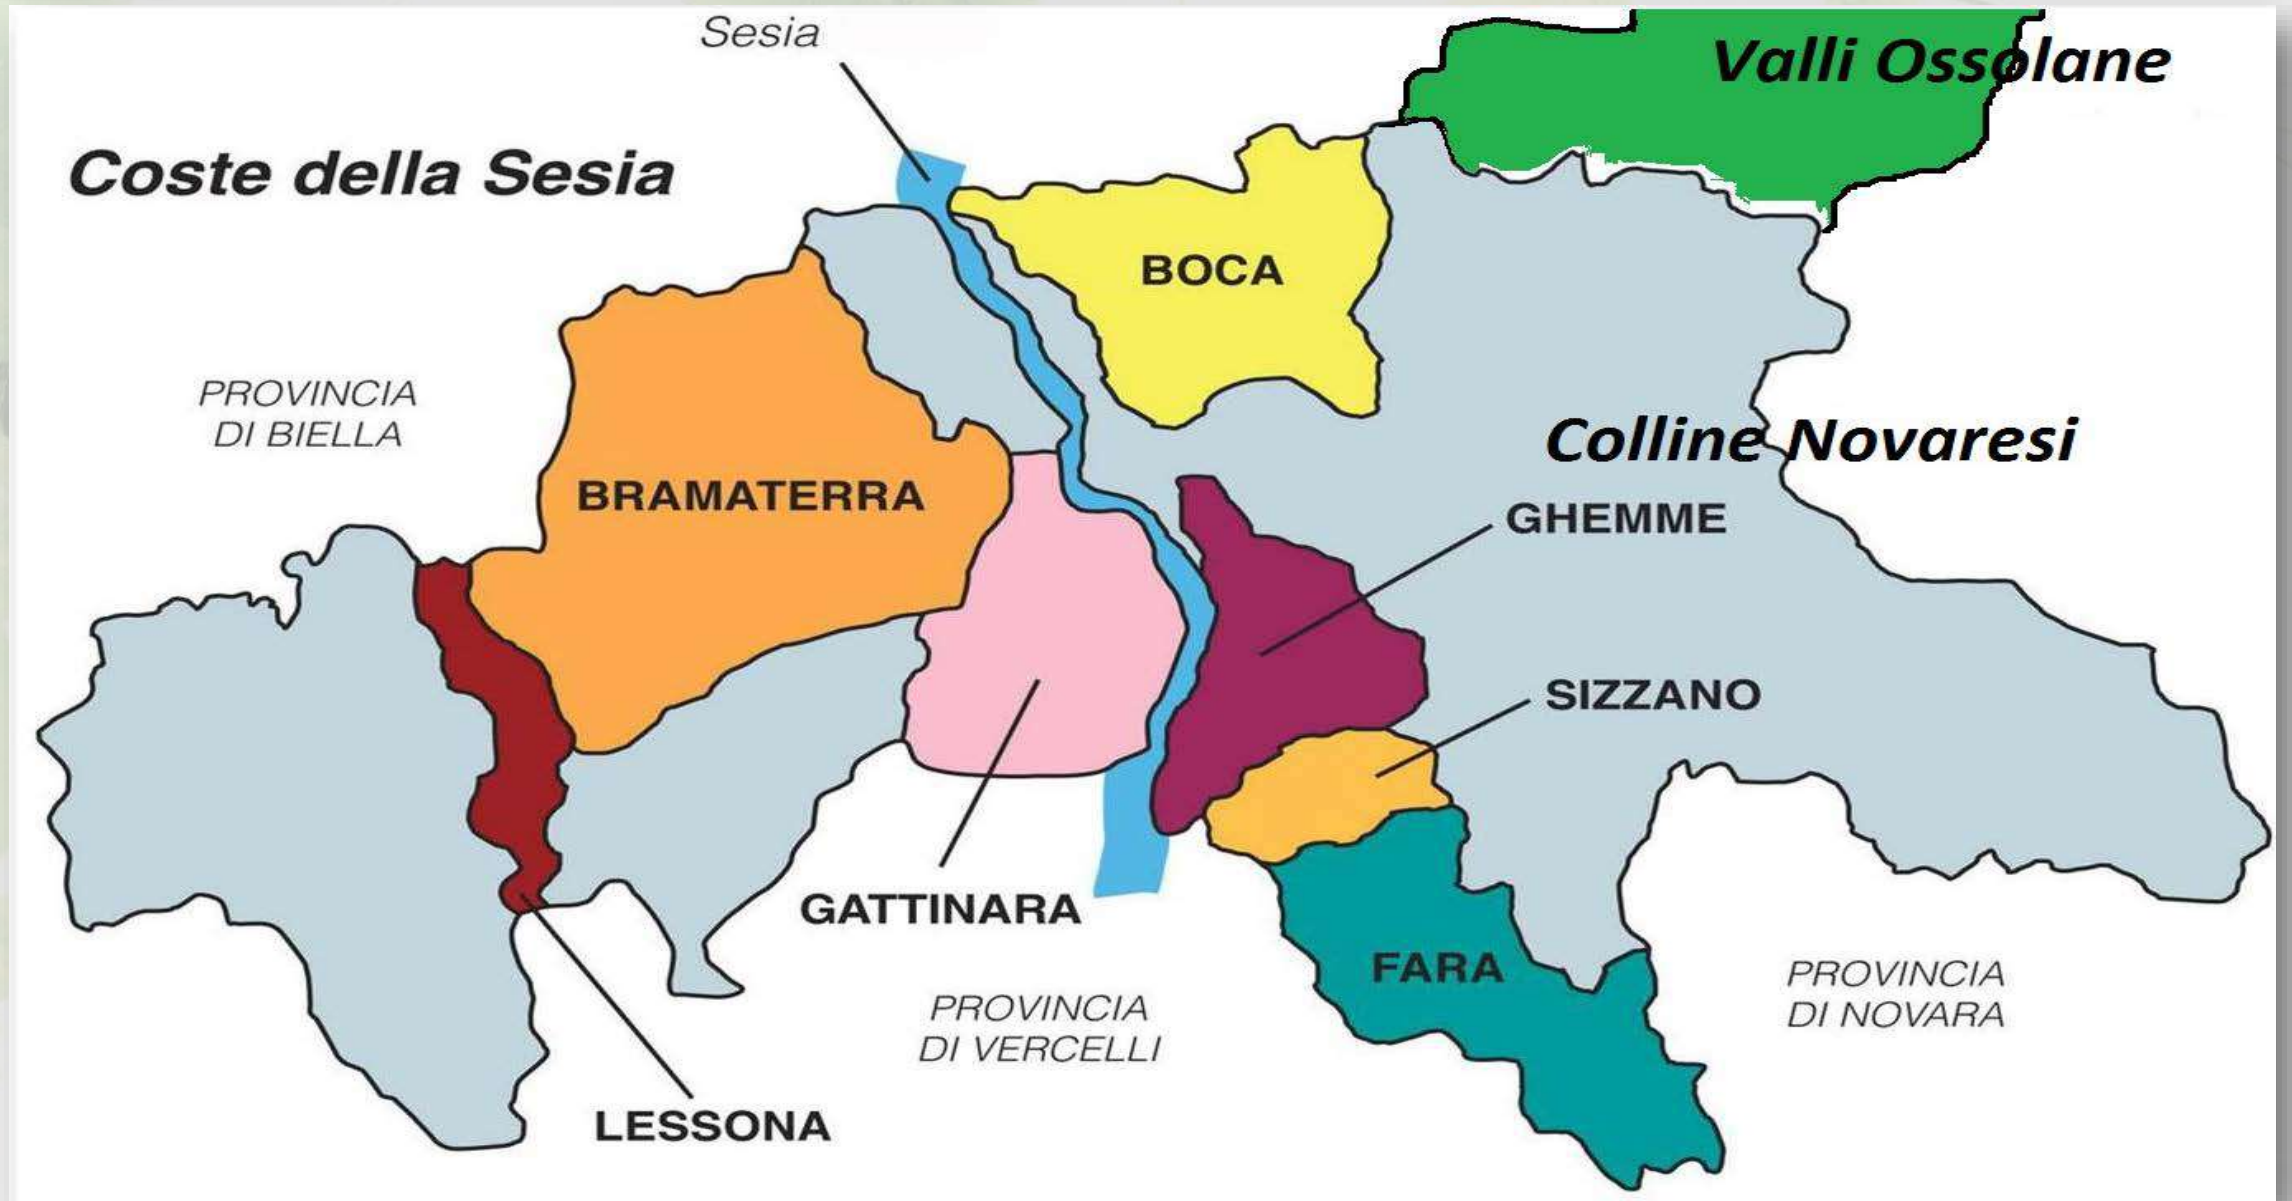 Sesia
Valli Ossolane
Coste della Sesia
BOCA
PROVINCIA
DI BIELLA
Colline Novaresi
BRAMATERRA
GHEMME
SIZZANO
GATTINARA
FARA
PROVINCIA
DI NOVARA
PROVINCIA
DI VERCELLI
LESSONA